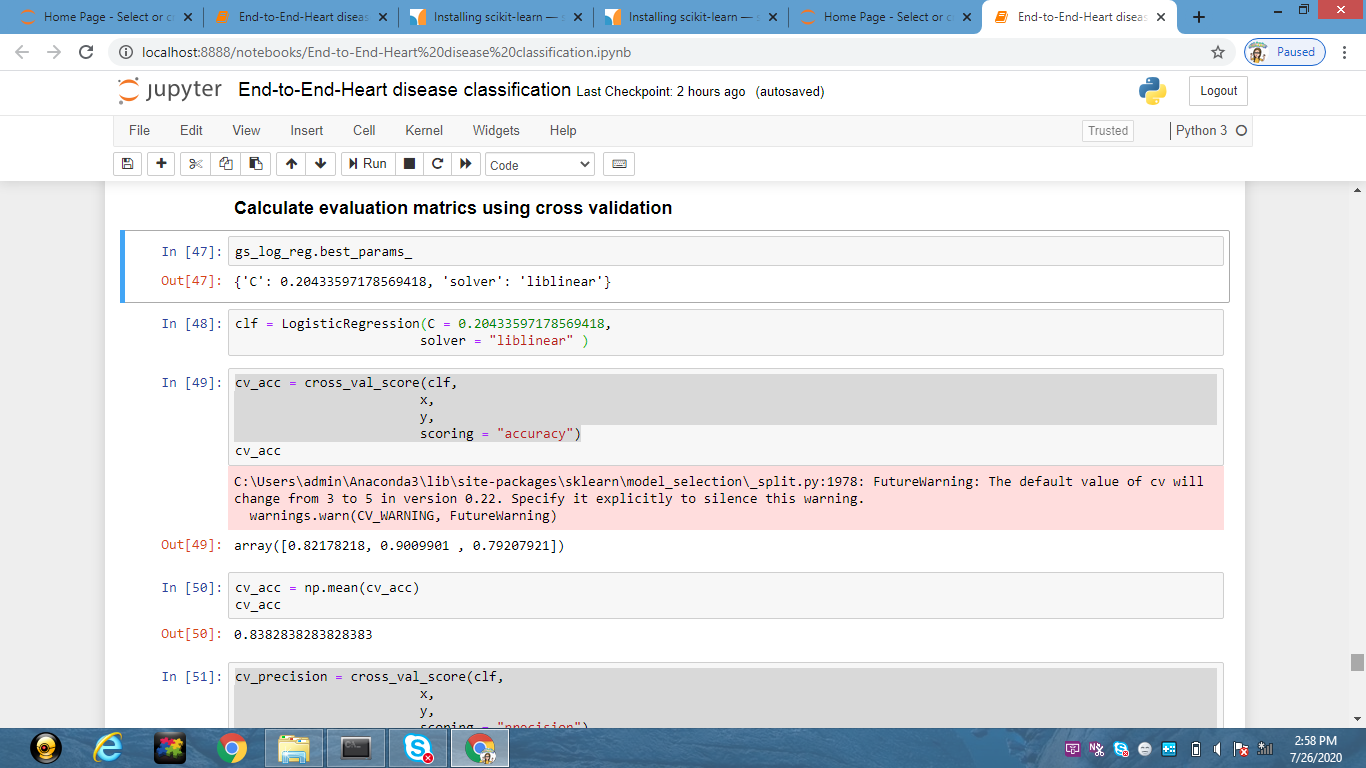 Home Page - Select or c
End-to-End-Heart diseas
Installing scikit-learn — s
Installing scikit-learn — s
Home Page - Select or c
End-to-End-Heart diseas
localhost:8888/notebooks/End-to-End-Heart%20disease%20classification.ipynb
Paused
jupyter End-to-End-Heart disease classification Last Checkpoint: 2 hours ago (autosaved)
Logout
File Edit View Insert Cell Kernel Widgets Help
Trusted
Python 3
Run
Code
Calculate evaluation matrics using cross validation
In [47]: gs_log_reg.best_params_
Out[47]: {'C': 0.20433597178569418, 'solver': 'liblinear'}
In [48]: clf = LogisticRegression(C = 0.20433597178569418,
solver = "liblinear" )
In [49]: cv_acc = cross_val_score(clf,
x,
y,
scoring = "accuracy")
cv_acc
C:\Users\admin\Anaconda3\lib\site-packages\sklearn\model_selection\_split.py:1978: FutureWarning: The default value of cv will
change from 3 to 5 in version 0.22. Specify it explicitly to silence this warning.
warnings.warn(CV_WARNING, FutureWarning)
Out[49]: array([0.82178218, 0.9009901 , 0.79207921])
In [50]: cv_acc = np.mean(cv_acc)
cv_acc
Out[50]: 0.8382838283828383
In [51]: cv_precision = cross_val_score(clf,
x,
y,
scoring = "precision")
2:58 PM
7/26/2020